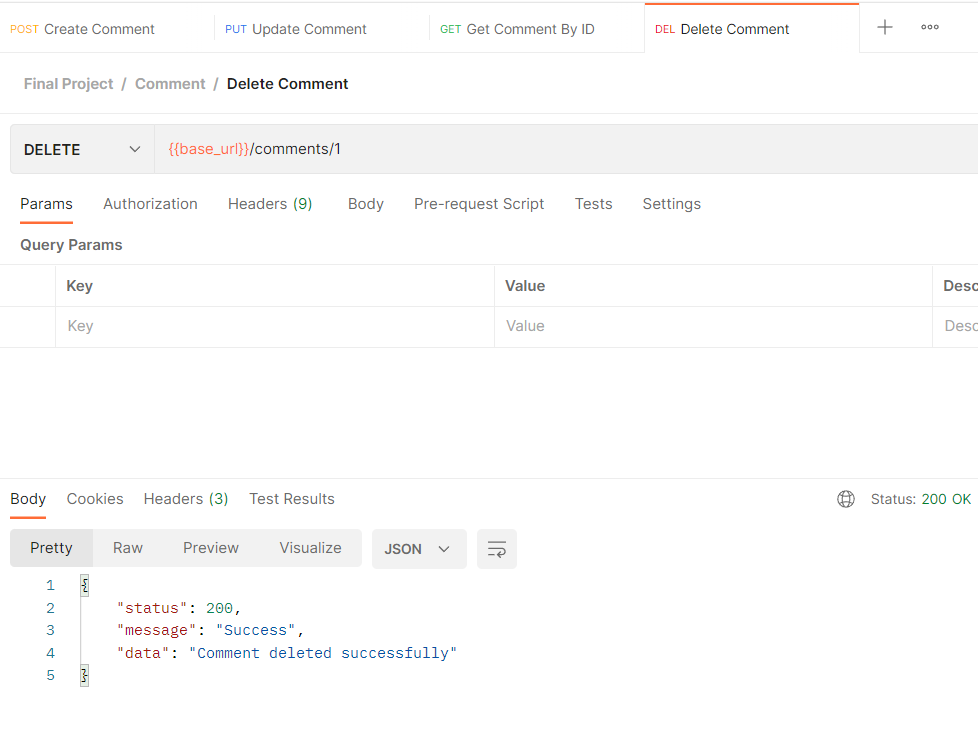 POST Create Comment PUT Update Comment GET Get Comment By ID DEL Delete Comment
Final Project / Comment / Delete Comment
DELETE {{base_url}}/comments/1
Params Authorization Headers (9) Body Pre-request Script Tests Settings
Query Params
Key Value Desc
Key Value Desc
Body Cookies Headers (3) Test Results Status: 200 OK
Pretty Raw Preview Visualize JSON
1 {
2 "status": 200,
3 "message": "Success",
4 "data": "Comment deleted successfully"
5 }